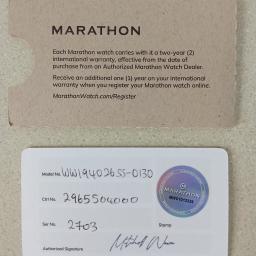 MARATHON
Each Marathon watch carries with it a two-year (2)
international warranty, effective from the date of
purchase from an Authorized Marathon Watch Dealer.
Receive an additional one (1) year on your international
warranty when you register your Marathon watch online.
MarathonWatch.com/Register
Model No. WW194026SS-0130
MARATHON
Ctrl No. 2965504000
Ser No. 2703
Stamp
Authorized Signature